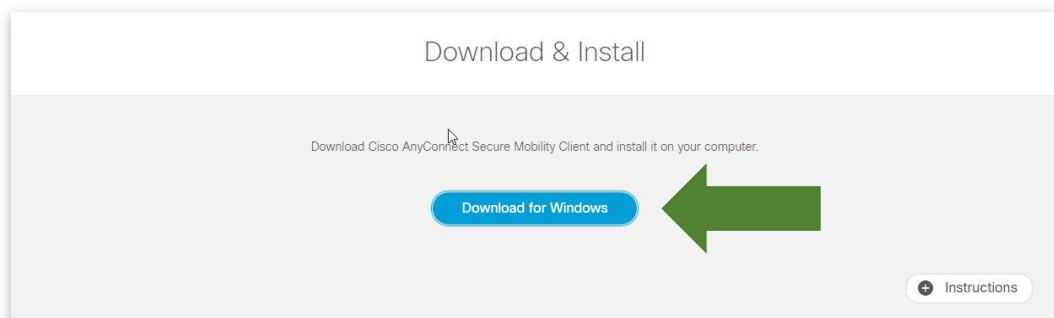 Download & Install
Download Cisco AnyConnect Secure Mobility Client and install it on your computer.
Download for Windows
Instructions